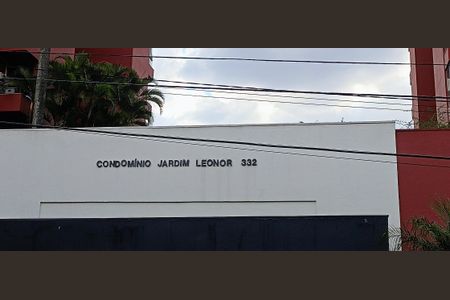 CONDOMÍNIO JARDIM LEONOR 332